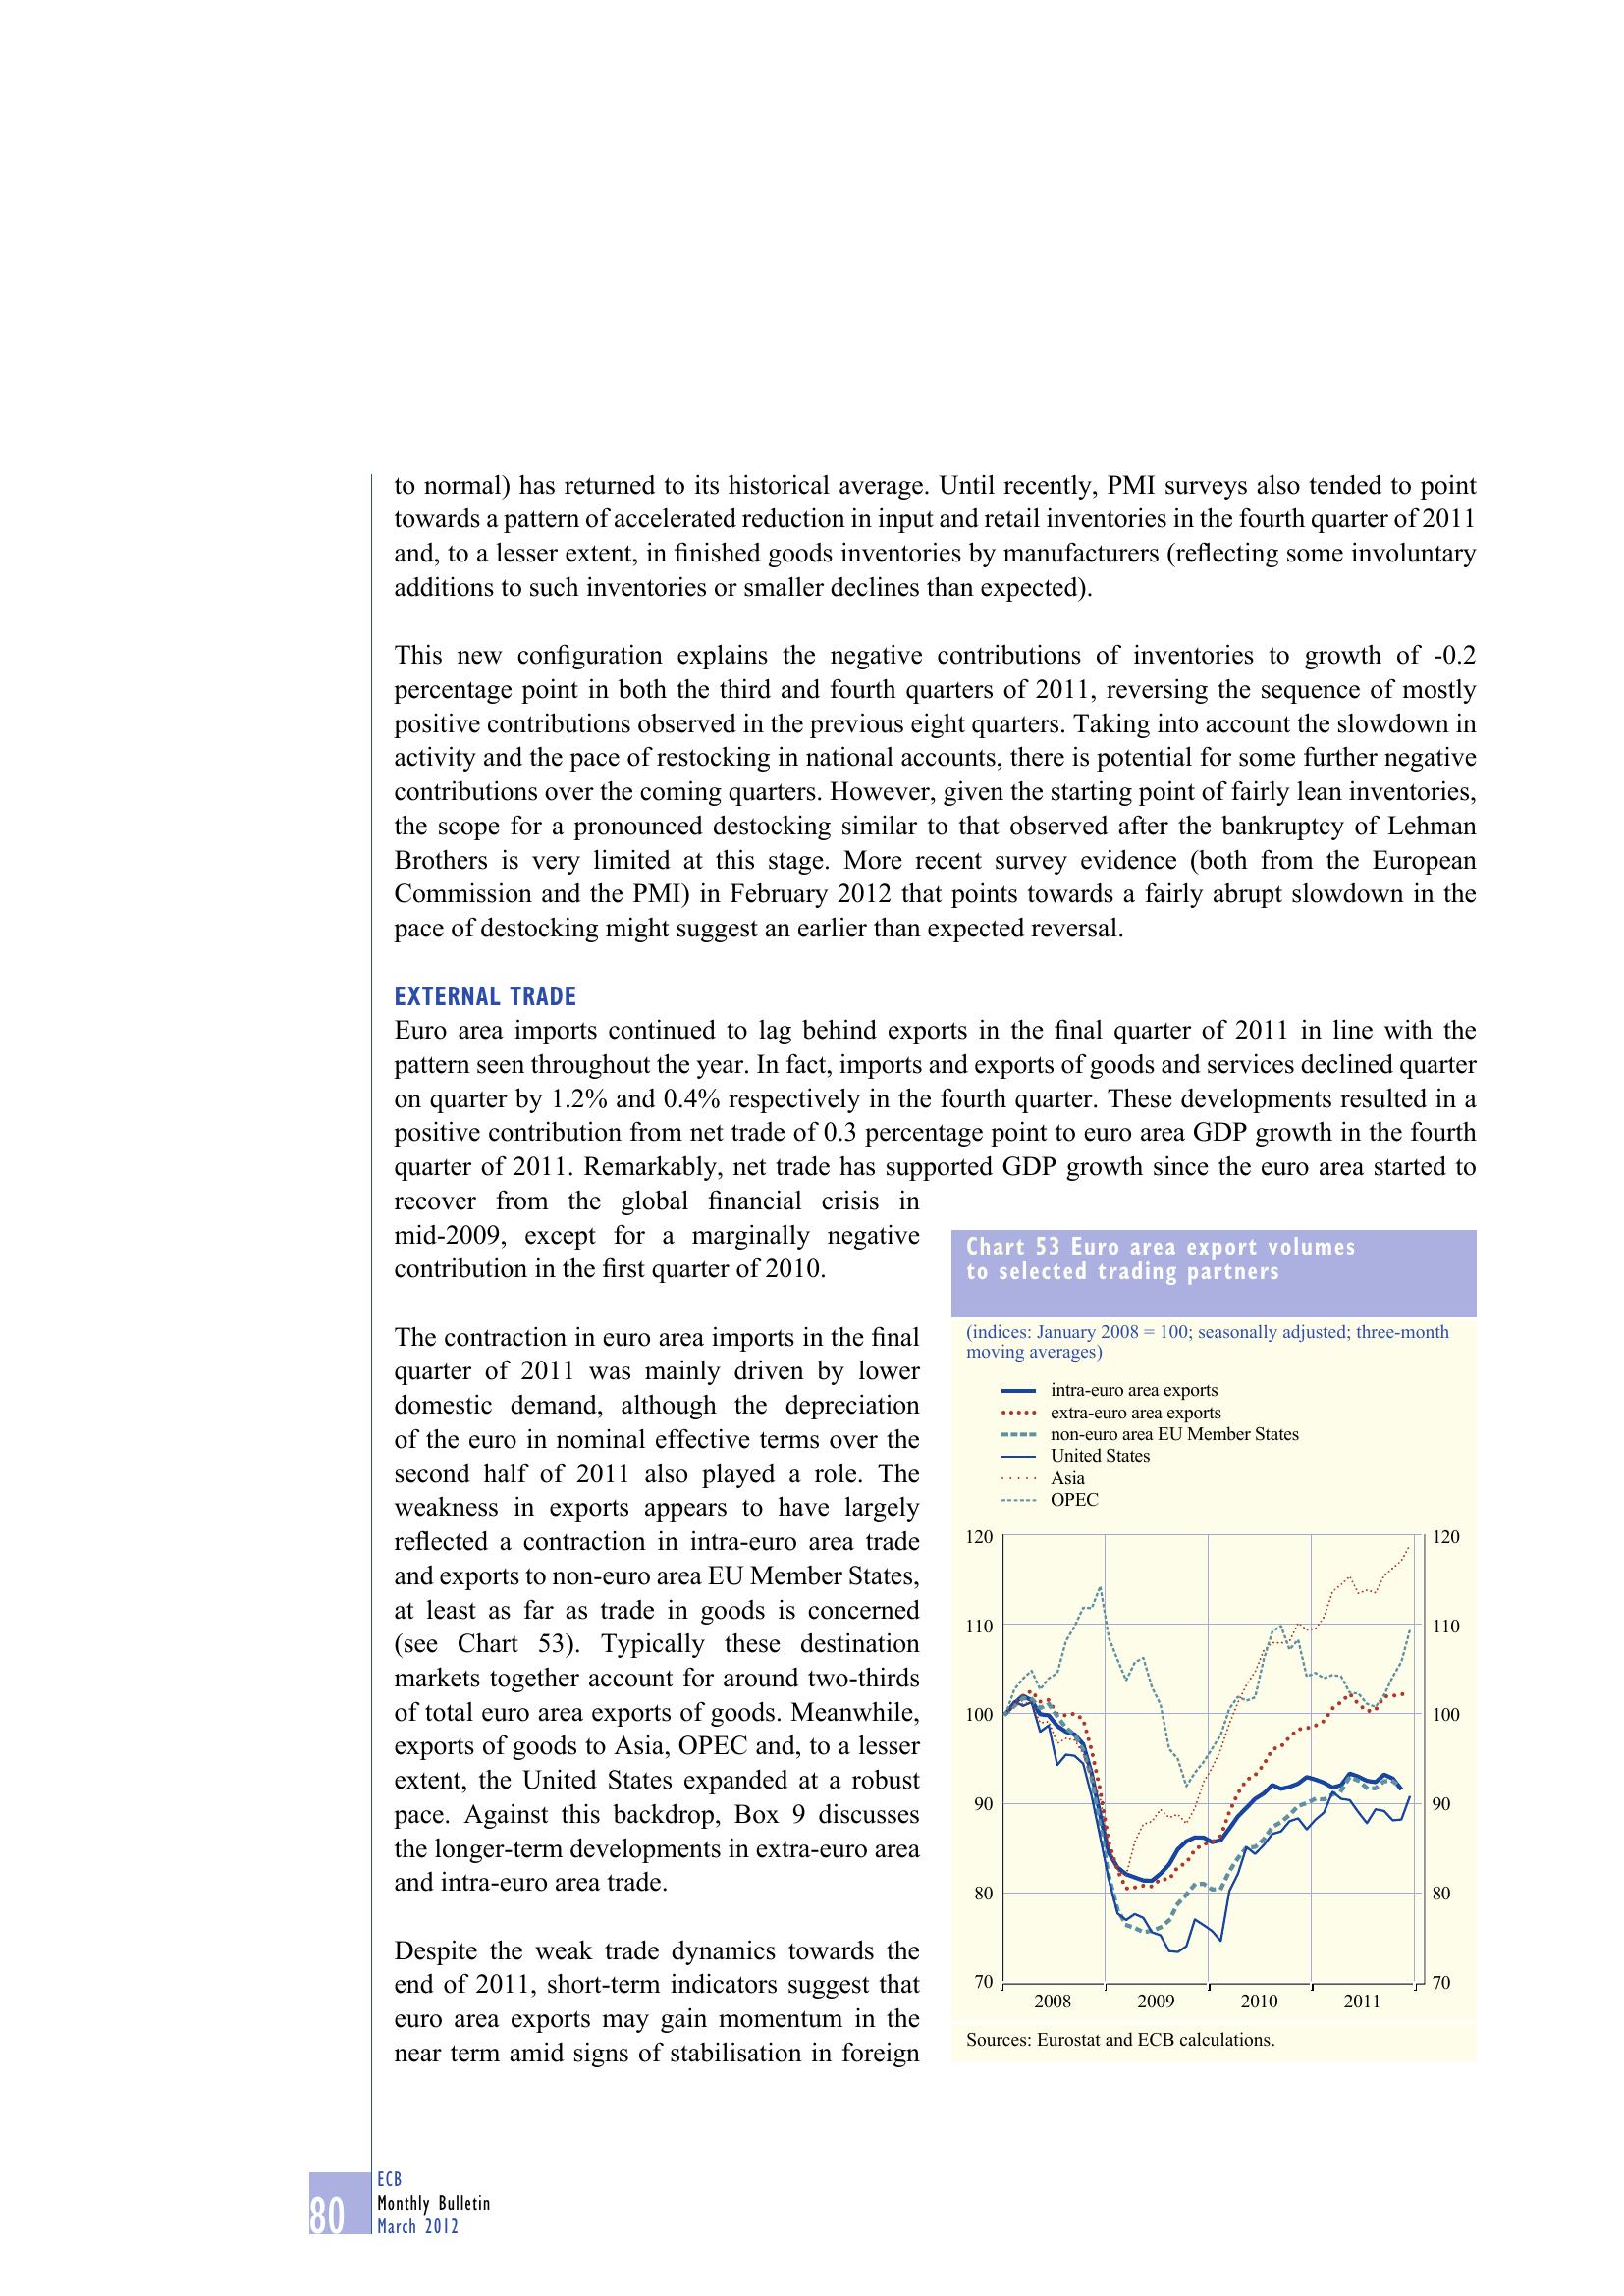 to normal) has returned to its historical average. Until recently, PMI surveys also tended to point
towards a pattern of accelerated reduction in input and retail inventories in the fourth quarter of 2011
and, to a lesser extent, in finished goods inventories by manufacturers (reflecting some involuntary
additions to such inventories or smaller declines than expected).
This new configuration explains the negative contributions of inventories to growth of -0.2
percentage point in both the third and fourth quarters of 2011, reversing the sequence of mostly
positive contributions observed in the previous eight quarters. Taking into account the slowdown in
activity and the pace of restocking in national accounts, there is potential for some further negative
contributions over the coming quarters. However, given the starting point of fairly lean inventories,
the scope for a pronounced destocking similar to that observed after the bankruptcy of Lehman
Brothers is very limited at this stage. More recent survey evidence (both from the European
Commission and the PMI) in February 2012 that points towards a fairly abrupt slowdown in the
pace of destocking might suggest an earlier than expected reversal.
EXTERNAL TRADE
Euro area imports continued to lag behind exports in the final quarter of 2011 in line with the
pattern seen throughout the year. In fact, imports and exports of goods and services declined quarter
on quarter by 1.2% and 0.4% respectively in the fourth quarter. These developments resulted in a
positive contribution from net trade of 0.3 percentage point to euro area GDP growth in the fourth
quarter of 2011. Remarkably, net trade has supported GDP growth since the euro area started to
recover from the global financial crisis in
mid-2009, except for a marginally negative
contribution in the first quarter of 2010.
The contraction in euro area imports in the final
quarter of 2011 was mainly driven by lower
domestic demand, although the depreciation
of the euro in nominal effective terms over the
second half of 2011 also played a role. The
weakness in exports appears to have largely
reflected a contraction in intra-euro area trade
and exports to non-euro area EU Member States,
at least as far as trade in goods is concerned
(see Chart 53). Typically these destination
markets together account for around two-thirds
of total euro area exports of goods. Meanwhile,
exports of goods to Asia, OPEC and, to a lesser
extent, the United States expanded at a robust
pace. Against this backdrop, Box 9 discusses
the longer-term developments in extra-euro area
and intra-euro area trade.
Despite the weak trade dynamics towards the
end of 2011, short-term indicators suggest that
euro area exports may gain momentum in the
near term amid signs of stabilisation in foreign
Chart 53 Euro area export volumes
to selected trading partners
(indices: January 2008 = 100; seasonally adjusted; three-month
moving averages)
intra-euro area exports
extra-euro area exports
non-euro area EU Member States
United States
Asia
OPEC
120 120
110 110
100 100
90 90
80 80
70 70
2008 2009 2010 2011
Sources: Eurostat and ECB calculations.
80
ECB
Monthly Bulletin
March 2012